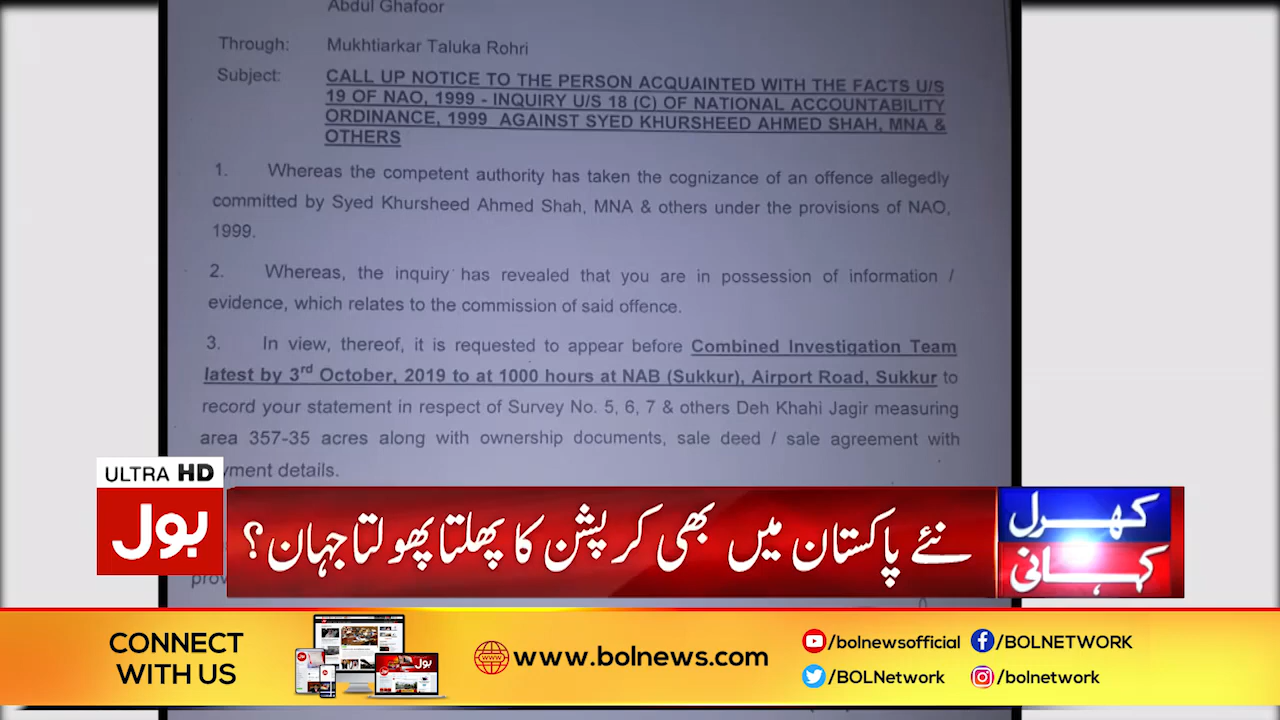 Abdul Ghafoor
Through: Mukhtiarkar Taluka Rohri
Subject: CALL UP NOTICE TO THE PERSON ACQUAINTED WITH THE FACTS U/S
19 OF NAO, 1999 - INQUIRY U/S 18 (C) OF NATIONAL ACCOUNTABILITY
ORDINANCE, 1999 AGAINST SYED KHURSHEED AHMED SHAH, MNA &
OTHERS
1. Whereas the competent authority has taken the cognizance of an offence allegedly
committed by Syed Khursheed Ahmed Shah, MNA & others under the provisions of NAO,
1999.
2. Whereas, the inquiry has revealed that you are in possession of information /
evidence, which relates to the commission of said offence.
3. In view, thereof, it is requested to appear before Combined Investigation Team
latest by 3rd October, 2019 to at 1000 hours at NAB (Sukkur), Airport Road, Sukkur to
record your statement in respect of Survey No. 5, 6, 7 & others Deh Khahi Jagir measuring
area 357-35 acres along with ownership documents, sale deed / sale agreement with
yment details.
ULTRA HD
بول
نئے پاکستان میں بھی کرپشن کا پھلتا پھولتا جہان؟
کھرل
کہانی
prov
CONNECT
WITH US
بول
www.bolnews.com
/bolnewsofficial
/BOLNETWORK
/BOLNetwork
/bolnetwork